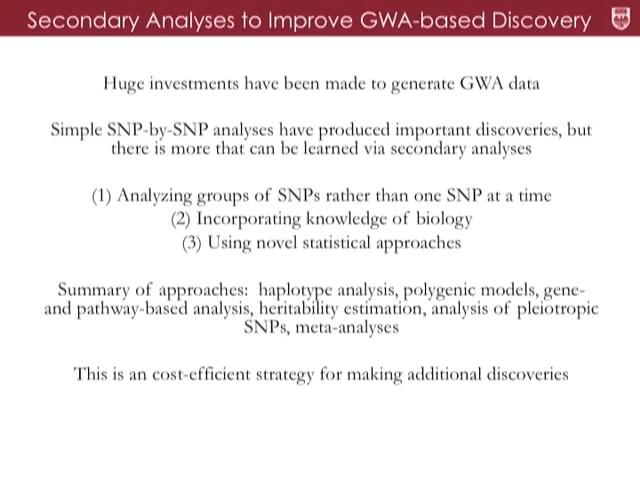 Secondary Analyses to Improve GWA-based Discovery
Huge investments have been made to generate GWA data
Simple SNP-by-SNP analyses have produced important discoveries, but
there is more that can be learned via secondary analyses
(1) Analyzing groups of SNPs rather than one SNP at a time
(2) Incorporating knowledge of biology
(3) Using novel statistical approaches
Summary of approaches: haplotype analysis, polygenic models, gene-
and pathway-based analysis, heritability estimation, analysis of pleiotropic
SNPs, meta-analyses
This is an cost-efficient strategy for making additional discoveries